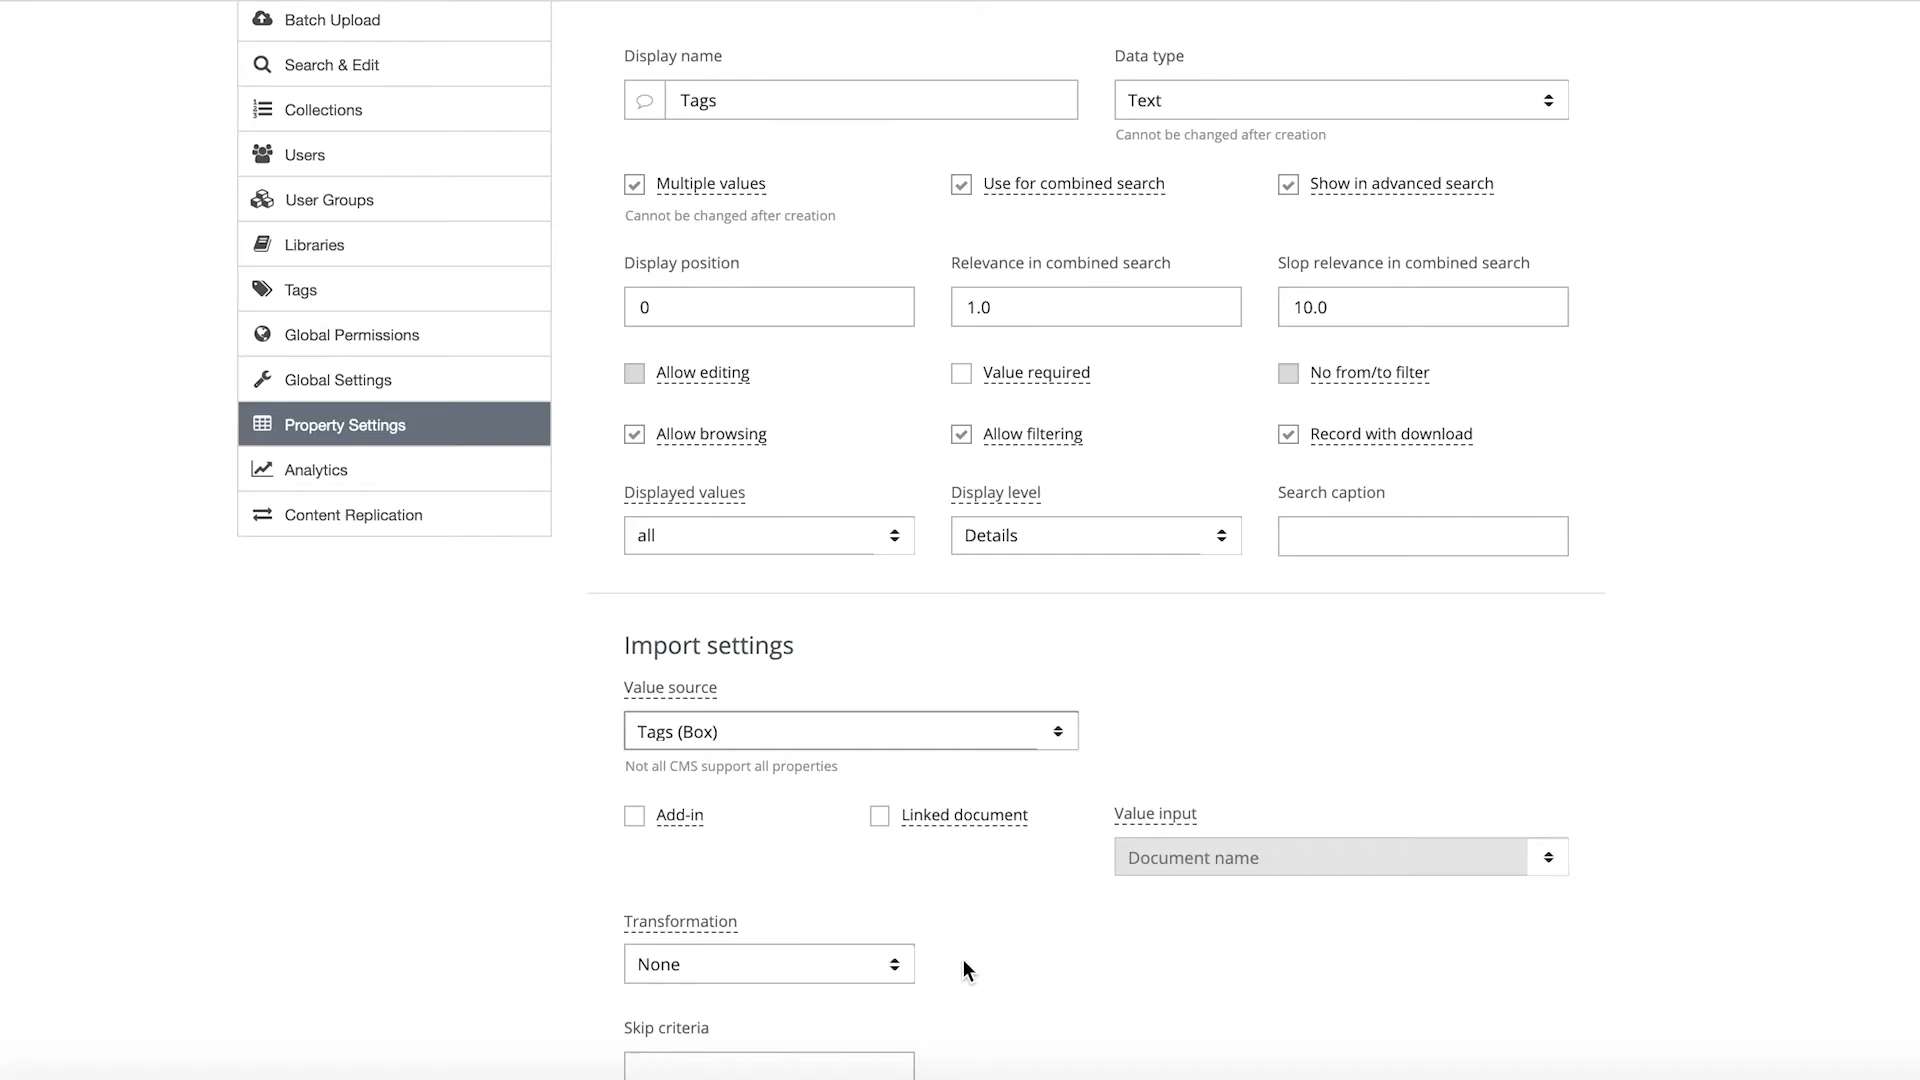 Batch Upload
Search & Edit
Collections
Users
User Groups
Libraries
Tags
Global Permissions
Global Settings
Property Settings
Analytics
Content Replication
Display name
Data type
Tags
Text
Cannot be changed after creation
Multiple values
Use for combined search
Show in advanced search
Cannot be changed after creation
Display position
Relevance in combined search
Slop relevance in combined search
0
1.0
10.0
Allow editing
Value required
No from/to filter
Allow browsing
Allow filtering
Record with download
Displayed values
Display level
Search caption
all
Details
Import settings
Value source
Tags (Box)
Not all CMS support all properties
Add-in
Linked document
Value input
Document name
Transformation
None
Skip criteria